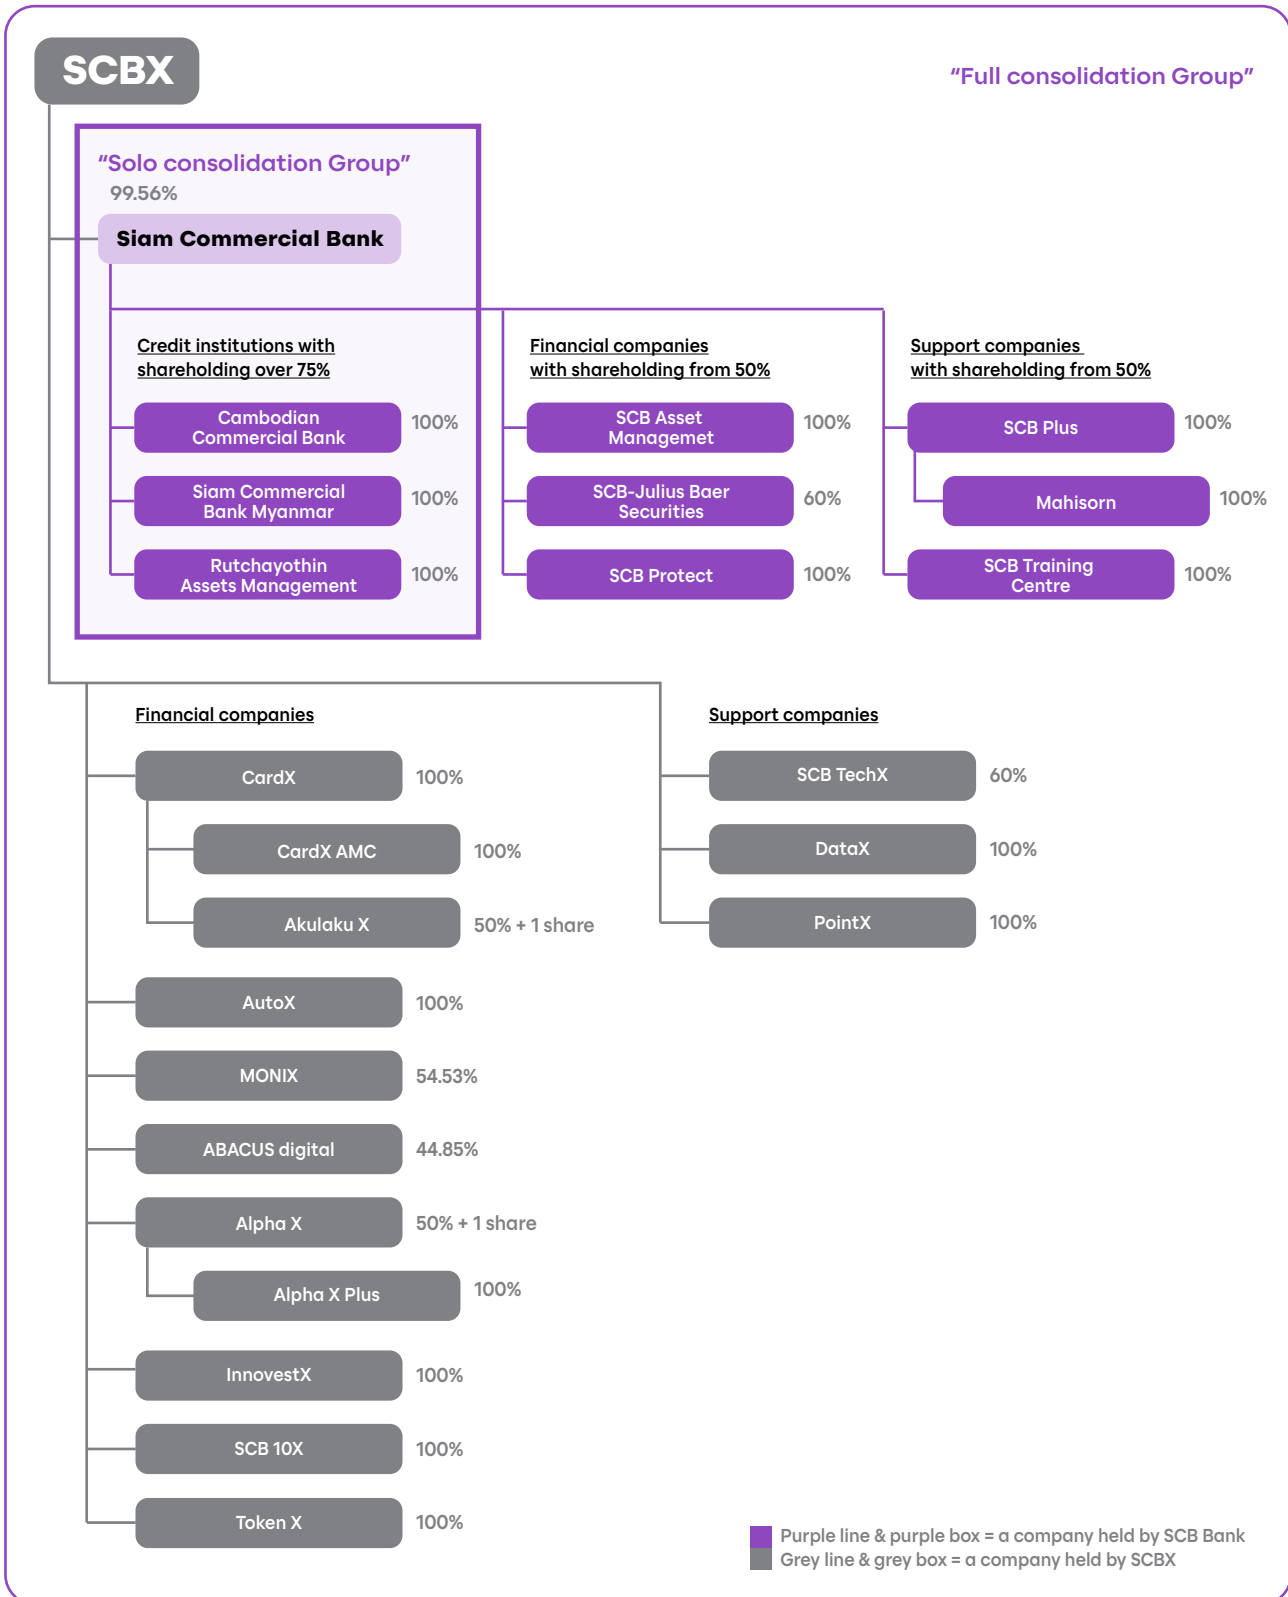 SCBX
“Full consolidation Group”
“Solo consolidation Group”
99.56%
Siam Commercial Bank
Credit institutions with
shareholding over 75%
Cambodian
Commercial Bank
100%
Siam Commercial
Bank Myanmar
100%
Rutchayothin
Assets Management
100%
Financial companies
with shareholding from 50%
SCB Asset
Managemet
100%
SCB-Julius Baer
Securities
60%
SCB Protect
100%
Support companies
with shareholding from 50%
SCB Plus
100%
Mahisorn
100%
SCB Training
Centre
100%
Financial companies
CardX
100%
CardX AMC
100%
Akulaku X
50% + 1 share
AutoX
100%
MONIX
54.53%
ABACUS digital
44.85%
Alpha X
50% + 1 share
Alpha X Plus
100%
InnovestX
100%
SCB 10X
100%
Token X
100%
Support companies
SCB TechX
60%
DataX
100%
PointX
100%
Purple line & purple box = a company held by SCB Bank
Grey line & grey box = a company held by SCBX